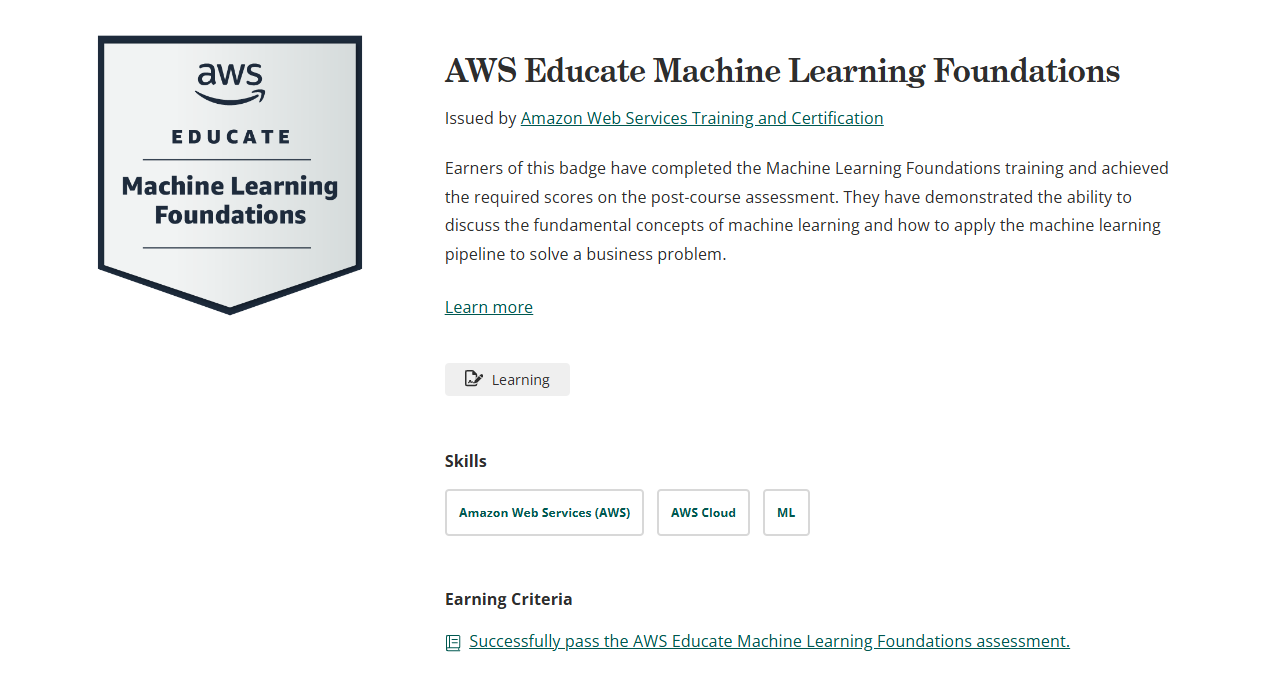 aws
EDUCATE
Machine Learning
Foundations
AWS Educate Machine Learning Foundations
Issued by Amazon Web Services Training and Certification
Earners of this badge have completed the Machine Learning Foundations training and achieved
the required scores on the post-course assessment. They have demonstrated the ability to
discuss the fundamental concepts of machine learning and how to apply the machine learning
pipeline to solve a business problem.
Learn more
Learning
Skills
Amazon Web Services (AWS) AWS Cloud ML
Earning Criteria
Successfully pass the AWS Educate Machine Learning Foundations assessment.